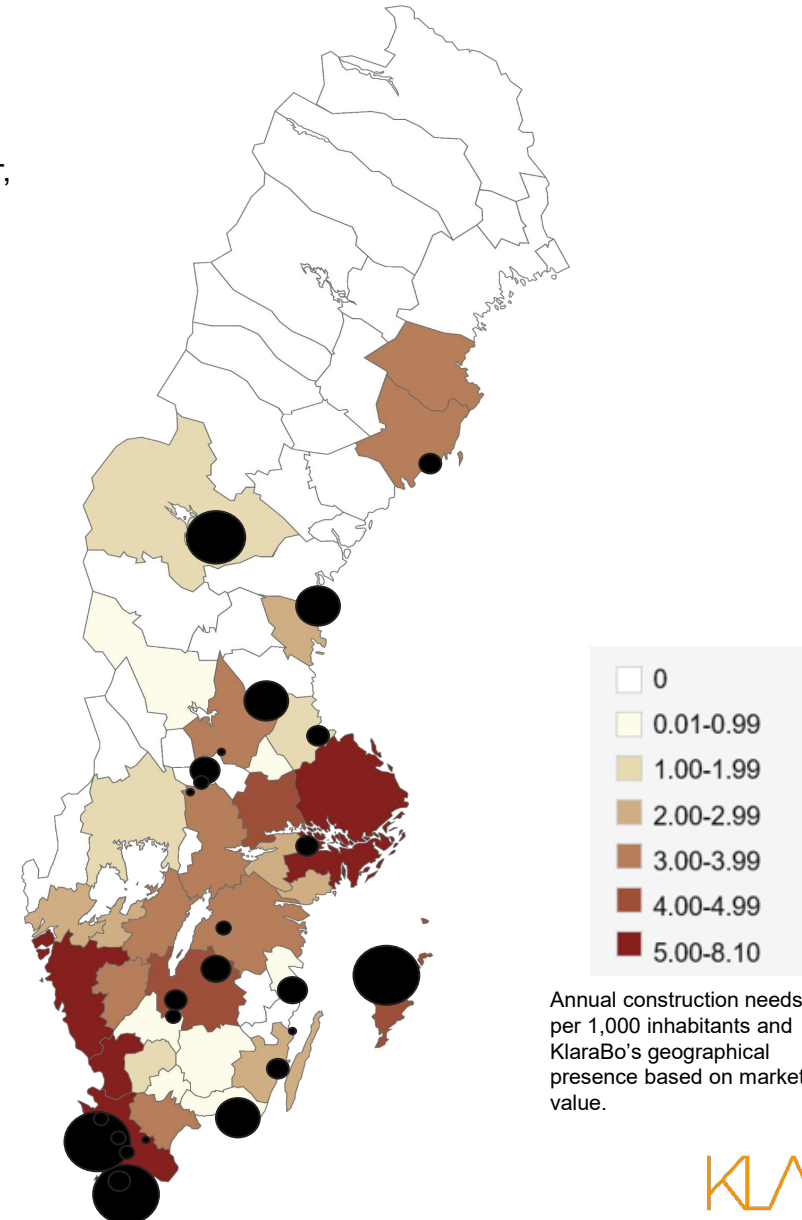 r,
0
0.01-0.99
1.00-1.99
2.00-2.99
3.00-3.99
4.00-4.99
5.00-8.10
Annual construction needs
per 1,000 inhabitants and
KlaraBo’s geographical
presence based on market
value.
KLA